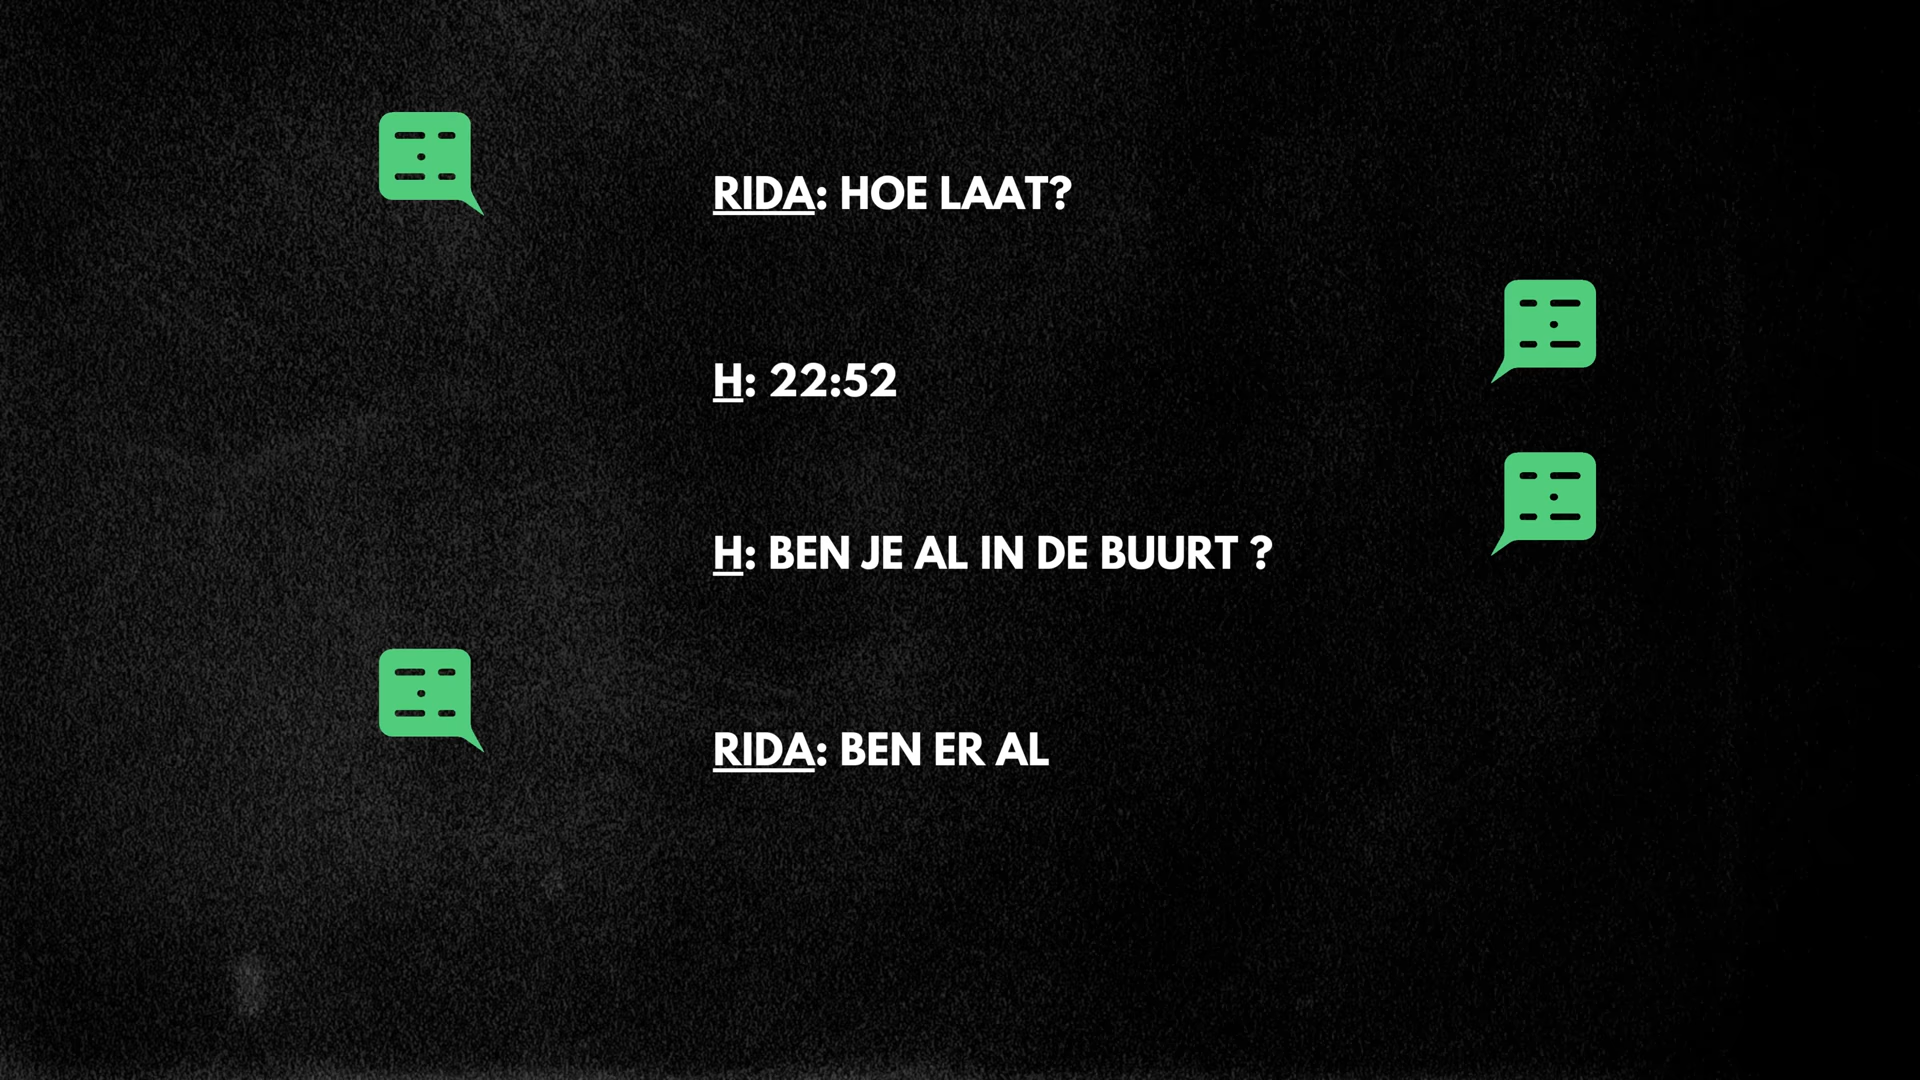 RIDA: HOE LAAT?
H: 22:52
H: BEN JE AL IN DE BUURT ?
RIDA: BEN ER AL